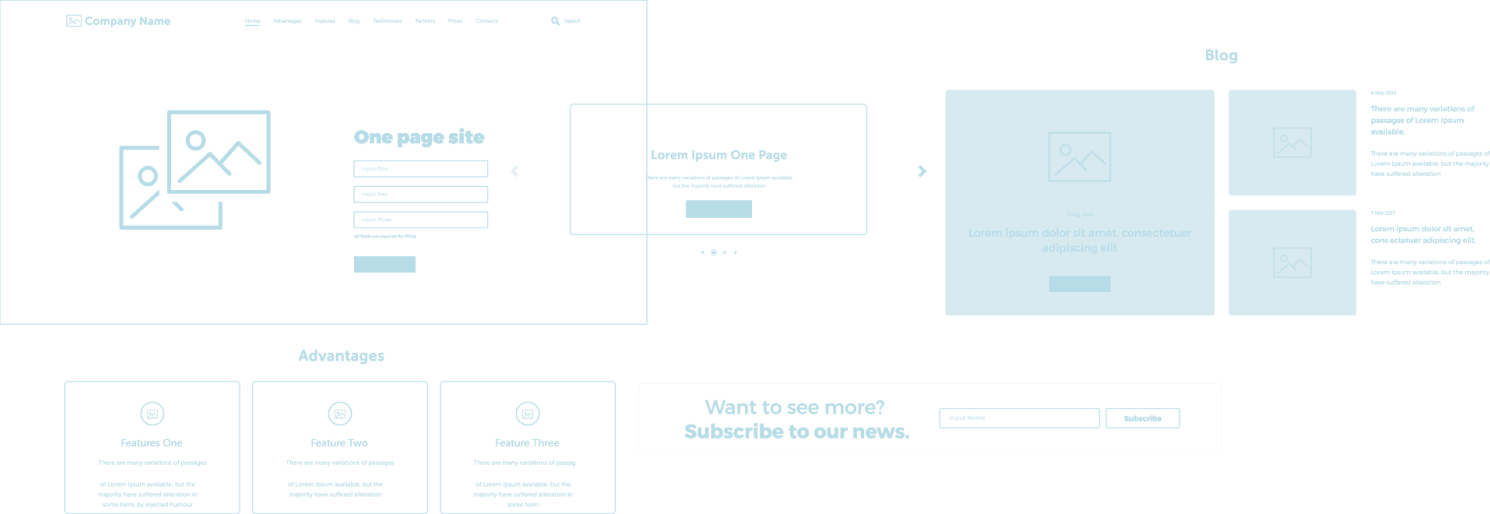 Company Name
Home Advantages Features Blog Testimonials Partners Prices Contacts
Search
One page site
Input One
Input Two
Input Three
All fields are required for filling
Lorem Ipsum One Page
There are many variations of passages of Lorem Ipsum available,
but the majority have suffered alteration
Blog
5 May 2018
Lorem ipsum dolor sit amet, consectetuer
adipiscing elit
There are many variations of
passages of Lorem Ipsum
available.
There are many variations of passages of
Lorem Ipsum available, but the majority
have suffered alteration
7 Mai 2017
Lorem ipsum dolor sit amet,
cons ectetuer adipiscing elit.
There are many variations of passages of
Lorem Ipsum available, but the majority
have suffered alteration
Advantages
Features One
There are many variations of passages
of Lorem Ipsum available, but the
majority have suffered alteration in
some form, by injected humour
Feature Two
There are many variations of passages
of Lorem Ipsum available, but the
majority have suffered alteration
Feature Three
There are many variations of passag
of Lorem Ipsum available, but the
majority have suffered alteration in
some form
Want to see more?
Subscribe to our news.
Input Name
Subscribe